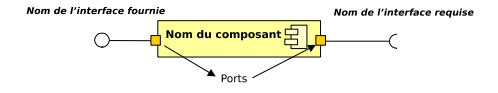 Nom de l’interface fournie
Nom de l’interface requise
Nom du composant
Ports